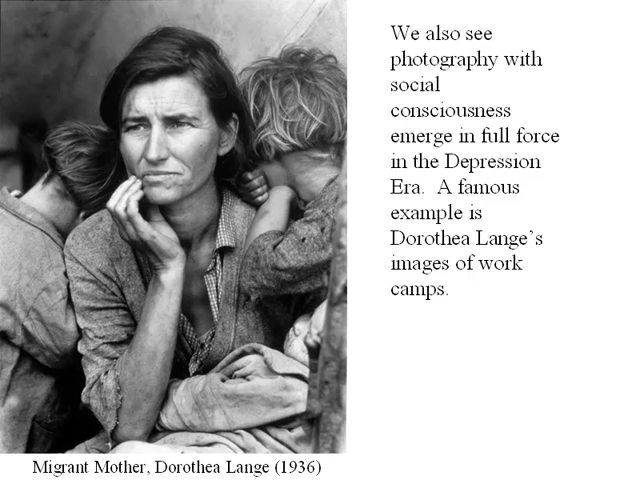 We also see
photography with
social
consciousness
emerge in full force
in the Depression
Era.  A famous
example is
Dorothea Lange’s
images of work
camps.
Migrant Mother, Dorothea Lange (1936)